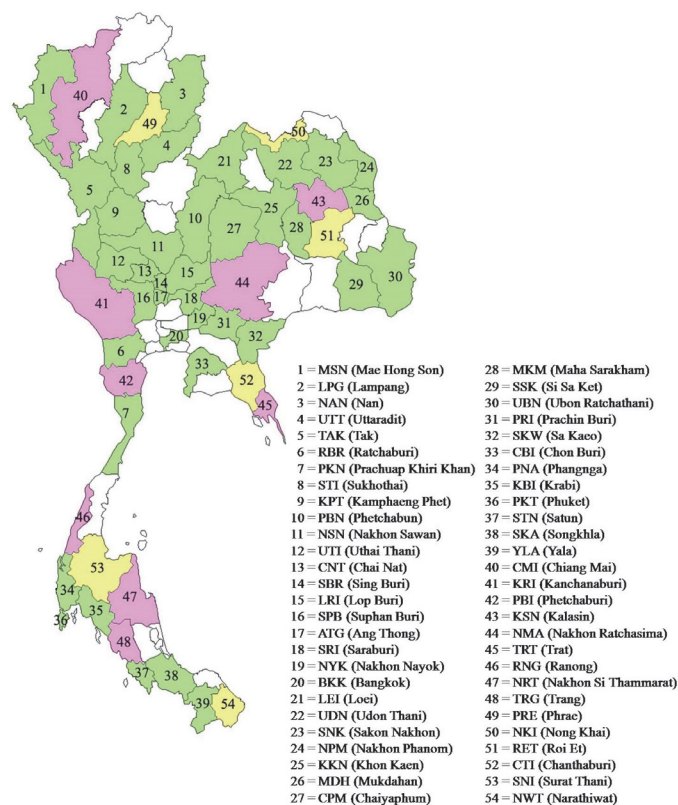 1
40
2
3
49
4
50
21
22
23
24
8
5
43
26
9
10
25
27
28
51
11
12
13
15
14
44
29
30
41
16
17
18
19
31
20
32
6
33
52
42
45
7
46
53
34
47
35
36
48
37
38
39
54
1 = MSN (Mae Hong Son)
2 = LPG (Lampang)
3 = NAN (Nan)
4 = UTT (Uttaradit)
5 = TAK (Tak)
6 = RBR (Ratchaburi)
7 = PKN (Prachuap Khiri Khan)
8 = STI (Sukhothai)
9 = KPT (Kamphaeng Phet)
10 = PBN (Phetchabun)
11 = NSN (Nakhon Sawan)
12 = UTI (Uthai Thani)
13 = CNT (Chai Nat)
14 = SBR (Sing Buri)
15 = LRI (Lop Buri)
16 = SPB (Suphan Buri)
17 = ATG (Ang Thong)
18 = SRI (Saraburi)
19 = NYK (Nakhon Nayok)
20 = BKK (Bangkok)
21 = LEI (Loei)
22 = UDN (Udon Thani)
23 = SNK (Sakon Nakhon)
24 = NPM (Nakhon Phanom)
25 = KKN (Khon Kaen)
26 = MDH (Mukdahan)
27 = CPM (Chaiyaphum)
28 = MKM (Maha Sarakham)
29 = SSK (Si Sa Ket)
30 = UBN (Ubon Ratchathani)
31 = PRI (Prachin Buri)
32 = SKW (Sa Kaeo)
33 = CBI (Chon Buri)
34 = PNA (Phangnga)
35 = KBI (Krabi)
36 = PKT (Phuket)
37 = STN (Satun)
38 = SKA (Songkhla)
39 = YLA (Yala)
40 = CMI (Chiang Mai)
41 = KRI (Kanchanaburi)
42 = PBI (Phetchaburi)
43 = KSN (Kalasin)
44 = NMA (Nakhon Ratchasima)
45 = TRT (Trat)
46 = RNG (Ranong)
47 = NRT (Nakhon Si Thammarat)
48 = TRG (Trang)
49 = PRE (Phrae)
50 = NKI (Nong Khai)
51 = RET (Roi Et)
52 = CTI (Chanthaburi)
53 = SNI (Surat Thani)
54 = NWT (Narathiwat)